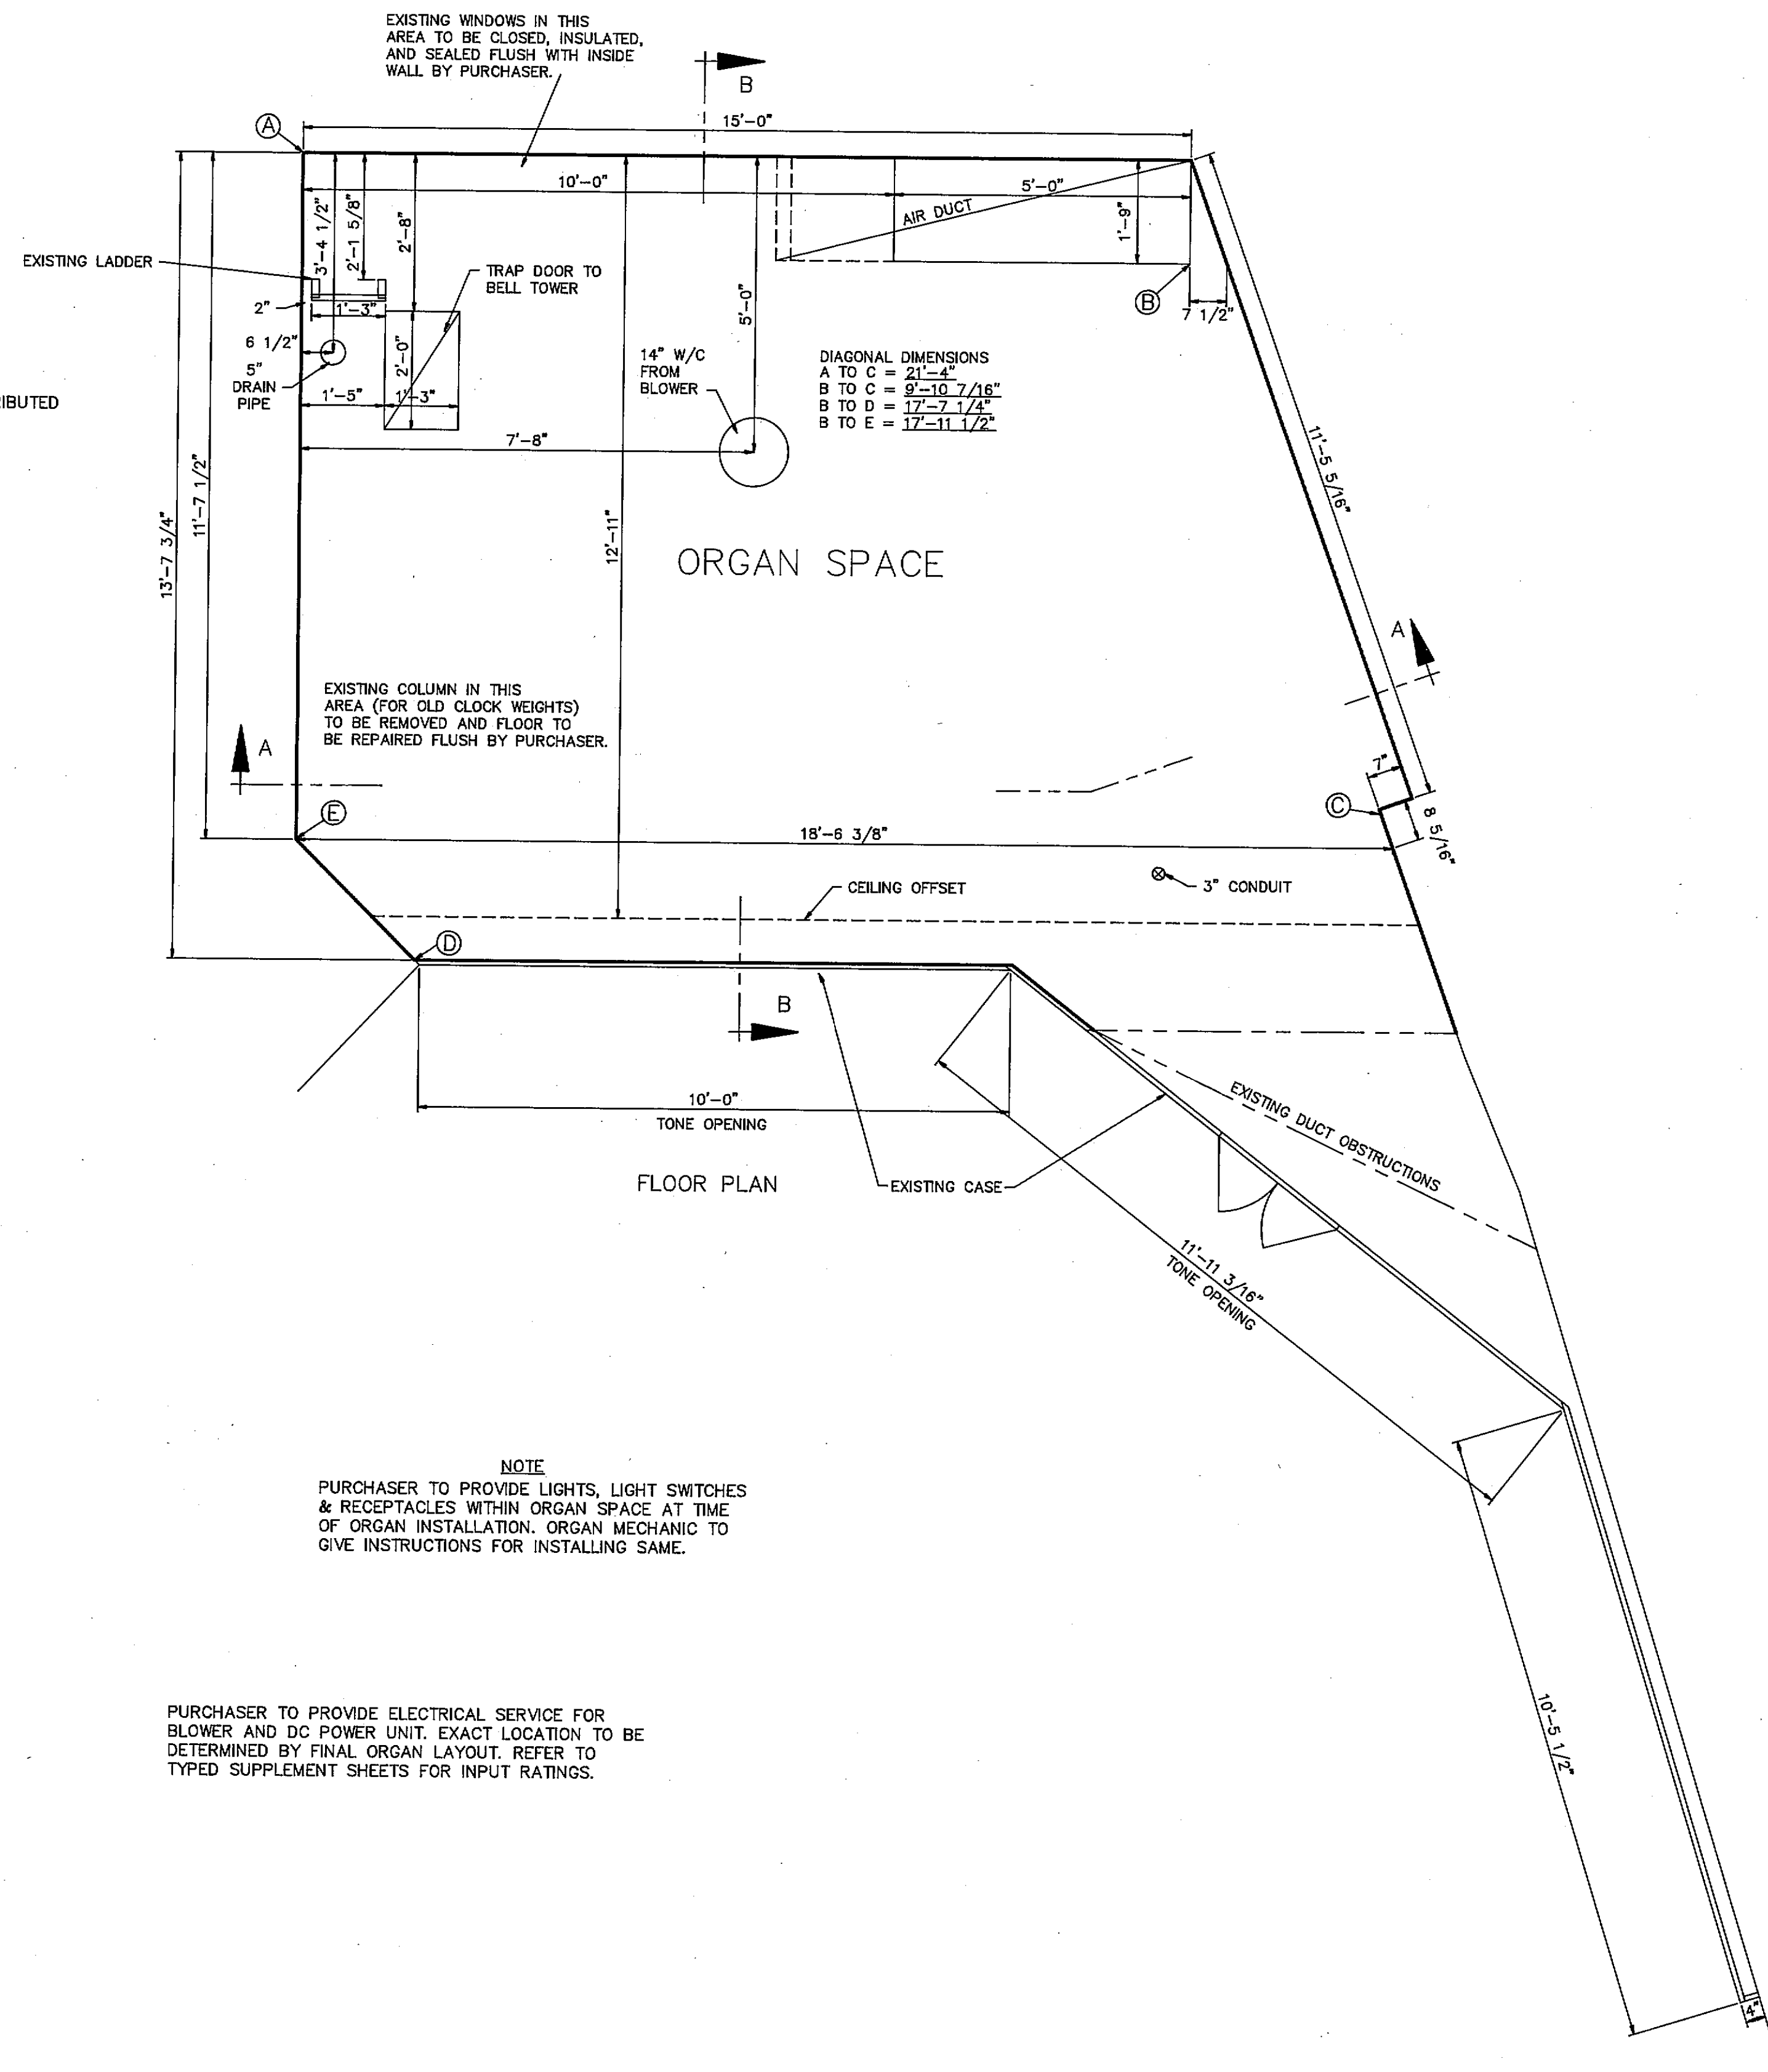 EXISTING WINDOWS IN THIS
AREA TO BE CLOSED, INSULATED,
AND SEALED FLUSH WITH INSIDE
WALL BY PURCHASER.
B
A
15'-0"
10'-0"
5'-0"
AIR DUCT
1'-9"
3'-4 1/2"
2'-1 5/8"
2'-8"
EXISTING LADDER
TRAP DOOR TO
BELL TOWER
2"
1'-3"
B
7 1/2"
6 1/2"
5"
DRAIN
PIPE
2'-0"
5'-0"
14" W/C
FROM
BLOWER
DIAGONAL DIMENSIONS
A TO C = 21'-4"
B TO C = 9'-10 7/16"
B TO D = 17'-7 1/4"
B TO E = 17'-11 1/2"
RIBUTED
1'-5"
1'-3"
7'-8"
11'-5 5/16"
11'-7 1/2"
13'-7 3/4"
12'-11"
ORGAN SPACE
A
EXISTING COLUMN IN THIS
AREA (FOR OLD CLOCK WEIGHTS)
TO BE REMOVED AND FLOOR TO
BE REPAIRED FLUSH BY PURCHASER.
A
7"
C
8 5/16"
E
18'-6 3/8"
CEILING OFFSET
3" CONDUIT
D
B
10'-0"
TONE OPENING
EXISTING DUCT OBSTRUCTIONS
FLOOR PLAN
EXISTING CASE
11'-11 3/16"
TONE OPENING
NOTE
PURCHASER TO PROVIDE LIGHTS, LIGHT SWITCHES
& RECEPTACLES WITHIN ORGAN SPACE AT TIME
OF ORGAN INSTALLATION. ORGAN MECHANIC TO
GIVE INSTRUCTIONS FOR INSTALLING SAME.
PURCHASER TO PROVIDE ELECTRICAL SERVICE FOR
BLOWER AND DC POWER UNIT. EXACT LOCATION TO BE
DETERMINED BY FINAL ORGAN LAYOUT. REFER TO
TYPED SUPPLEMENT SHEETS FOR INPUT RATINGS.
10'-5 1/2"
4"